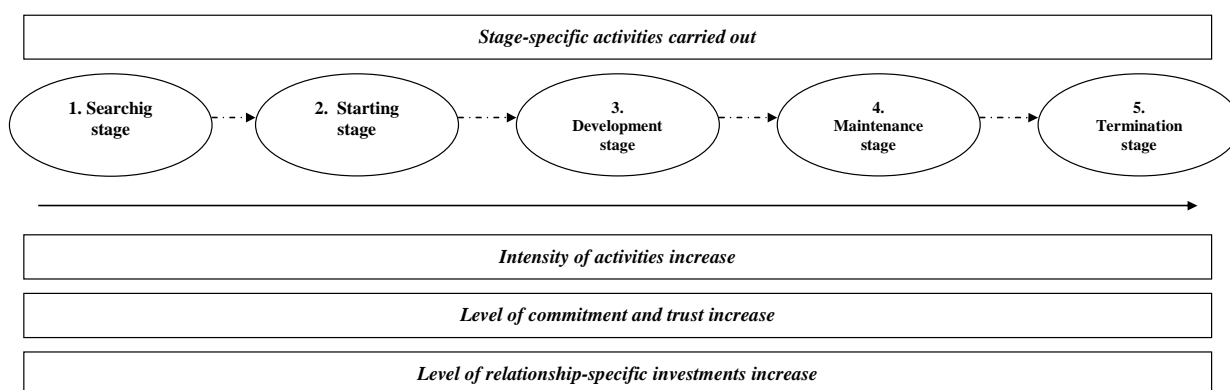 Stage-specific activities carried out
1. Searchig
stage
2. Starting
stage
3.
Development
stage
4.
Maintenance
stage
5.
Termination
stage
Intensity of activities increase
Level of commitment and trust increase
Level of relationship-specific investments increase